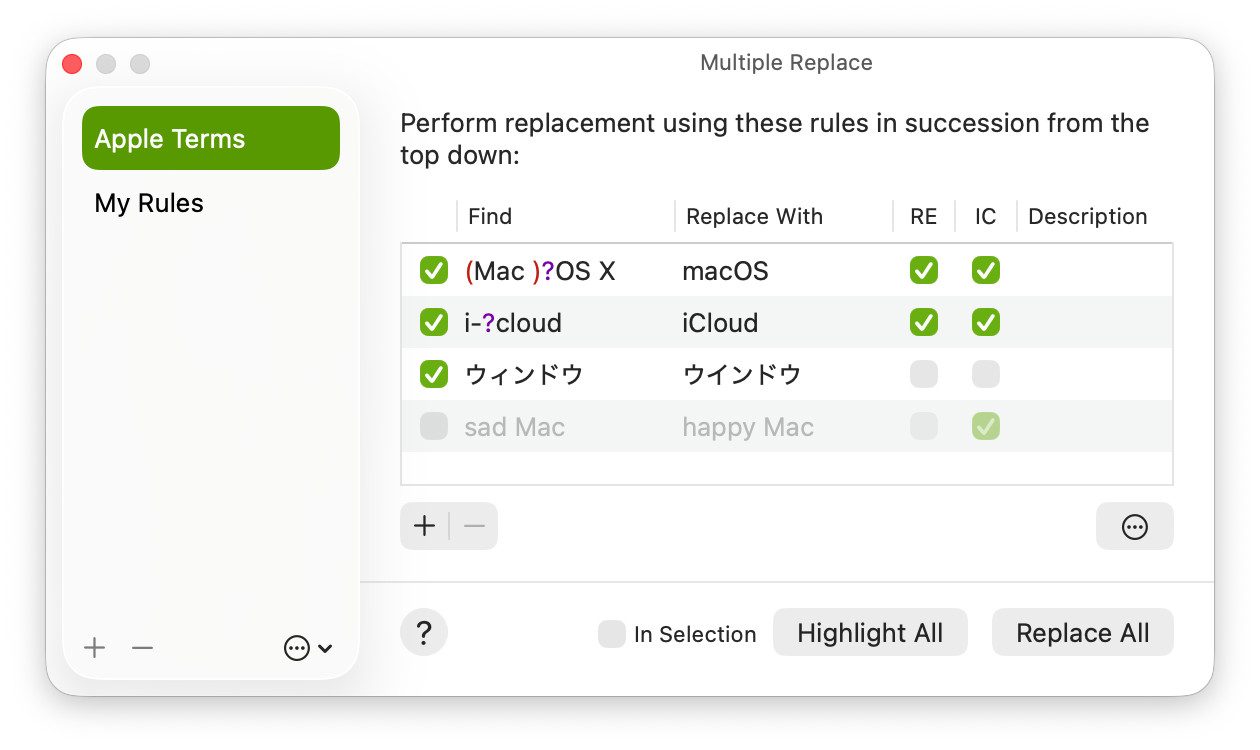 Multiple Replace
Apple Terms
My Rules
Perform replacement using these rules in succession from the
top down:
Find Replace With RE IC Description
(Mac )?OS X macOS
i-?cloud iCloud
ウィンドウ ウインドウ
sad Mac happy Mac
? In Selection Highlight All Replace All